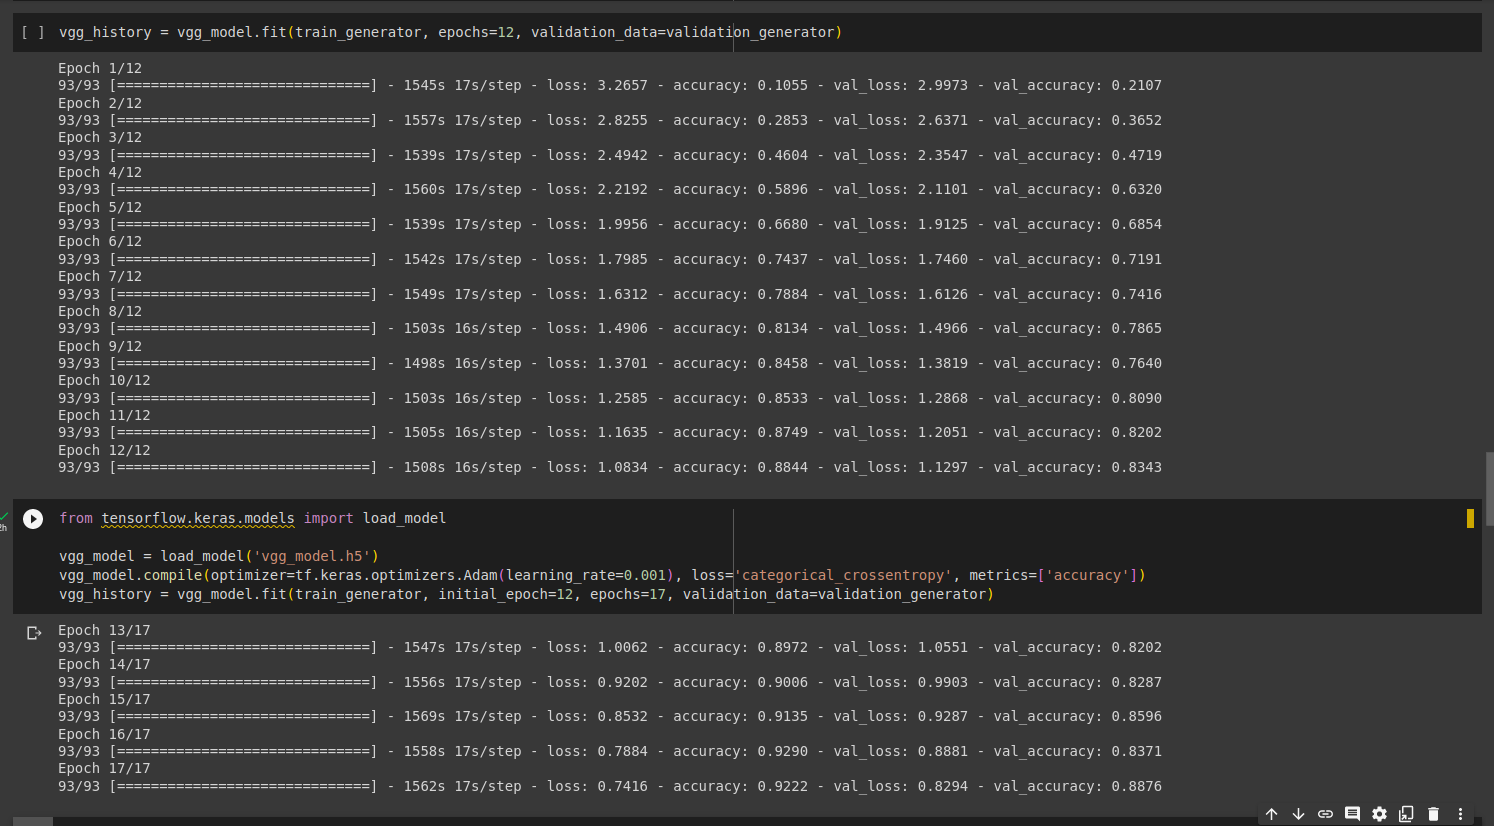 [ ] vgg_history = vgg_model.fit(train_generator, epochs=12, validation_data=validation_generator)
Epoch 1/12
93/93 [==============================] - 1545s 17s/step - loss: 3.2657 - accuracy: 0.1055 - val_loss: 2.9973 - val_accuracy: 0.2107
Epoch 2/12
93/93 [==============================] - 1557s 17s/step - loss: 2.8255 - accuracy: 0.2853 - val_loss: 2.6371 - val_accuracy: 0.3652
Epoch 3/12
93/93 [==============================] - 1539s 17s/step - loss: 2.4942 - accuracy: 0.4604 - val_loss: 2.3547 - val_accuracy: 0.4719
Epoch 4/12
93/93 [==============================] - 1560s 17s/step - loss: 2.2192 - accuracy: 0.5896 - val_loss: 2.1101 - val_accuracy: 0.6320
Epoch 5/12
93/93 [==============================] - 1539s 17s/step - loss: 1.9956 - accuracy: 0.6680 - val_loss: 1.9125 - val_accuracy: 0.6854
Epoch 6/12
93/93 [==============================] - 1542s 17s/step - loss: 1.7985 - accuracy: 0.7437 - val_loss: 1.7460 - val_accuracy: 0.7191
Epoch 7/12
93/93 [==============================] - 1549s 17s/step - loss: 1.6312 - accuracy: 0.7884 - val_loss: 1.6126 - val_accuracy: 0.7416
Epoch 8/12
93/93 [==============================] - 1503s 16s/step - loss: 1.4906 - accuracy: 0.8134 - val_loss: 1.4966 - val_accuracy: 0.7865
Epoch 9/12
93/93 [==============================] - 1498s 16s/step - loss: 1.3701 - accuracy: 0.8458 - val_loss: 1.3819 - val_accuracy: 0.7640
Epoch 10/12
93/93 [==============================] - 1503s 16s/step - loss: 1.2585 - accuracy: 0.8533 - val_loss: 1.2868 - val_accuracy: 0.8090
Epoch 11/12
93/93 [==============================] - 1505s 16s/step - loss: 1.1635 - accuracy: 0.8749 - val_loss: 1.2051 - val_accuracy: 0.8202
Epoch 12/12
93/93 [==============================] - 1508s 16s/step - loss: 1.0834 - accuracy: 0.8844 - val_loss: 1.1297 - val_accuracy: 0.8343
from tensorflow.keras.models import load_model
2h
vgg_model = load_model('vgg_model.h5')
vgg_model.compile(optimizer=tf.keras.optimizers.Adam(learning_rate=0.001), loss='categorical_crossentropy', metrics=['accuracy'])
vgg_history = vgg_model.fit(train_generator, initial_epoch=12, epochs=17, validation_data=validation_generator)
Epoch 13/17
93/93 [==============================] - 1547s 17s/step - loss: 1.0062 - accuracy: 0.8972 - val_loss: 1.0551 - val_accuracy: 0.8202
Epoch 14/17
93/93 [==============================] - 1556s 17s/step - loss: 0.9202 - accuracy: 0.9006 - val_loss: 0.9903 - val_accuracy: 0.8287
Epoch 15/17
93/93 [==============================] - 1569s 17s/step - loss: 0.8532 - accuracy: 0.9135 - val_loss: 0.9287 - val_accuracy: 0.8596
Epoch 16/17
93/93 [==============================] - 1558s 17s/step - loss: 0.7884 - accuracy: 0.9290 - val_loss: 0.8881 - val_accuracy: 0.8371
Epoch 17/17
93/93 [==============================] - 1562s 17s/step - loss: 0.7416 - accuracy: 0.9222 - val_loss: 0.8294 - val_accuracy: 0.8876